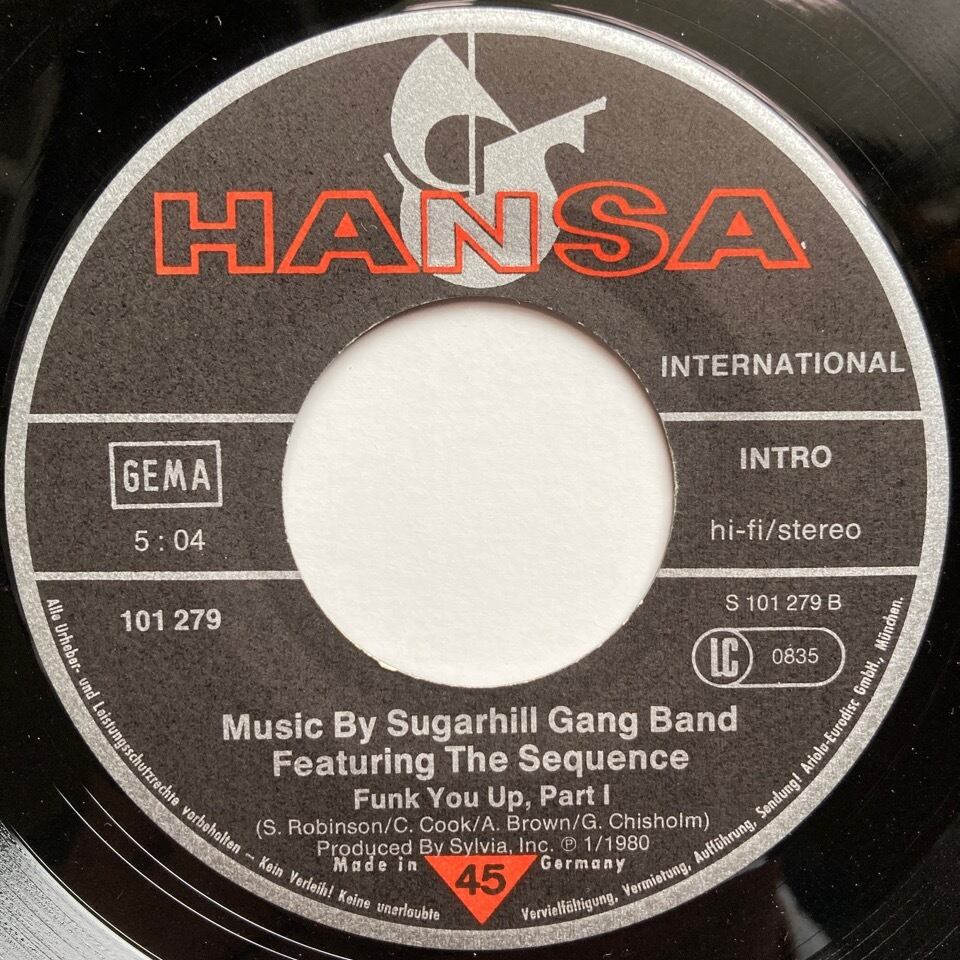 HANSA
INTERNATIONAL
GEMA
5 : 04
INTRO
hi-fi/stereo
101 279
S 101 279 B
LC 0835
Music By Sugarhill Gang Band
Featuring The Sequence
Funk You Up, Part I
(S. Robinson/C. Cook/A. Brown/G. Chisholm)
Produced By Sylvia, Inc. ℗ 1/1980
Made in Germany
45
Alle Urheber- und Leistungsschutzrechte vorbehalten – Kein Verleih! Keine unerlaubte Vervielfältigung, Vermietung, Aufführung, Sendung! Ariola-Eurodisc GmbH., München.